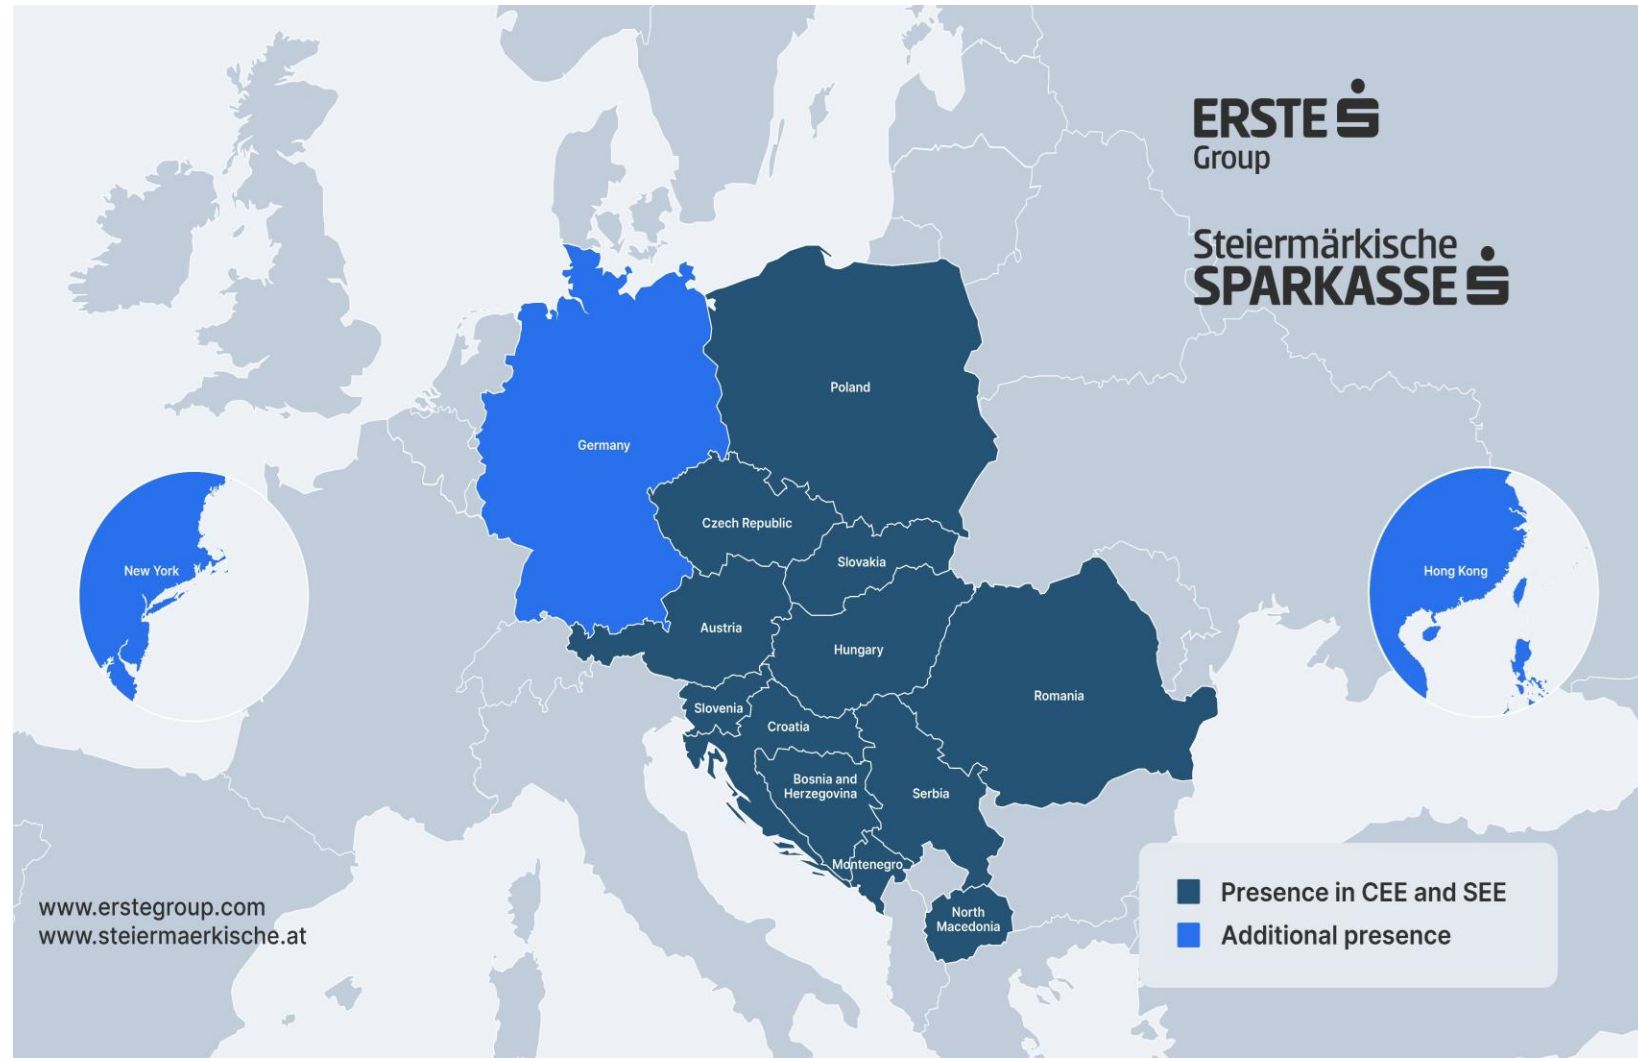 ERSTE
Group
Steiermärkische
SPARKASSE
Poland
Germany
Czech Republic
Slovakia
New York
Hong Kong
Austria
Hungary
Romania
Slovenia
Croatia
Bosnia and
Herzegovina
Serbia
Montenegro
North
Macedonia
Presence in CEE and SEE
Additional presence
www.erstegroup.com
www.steiermaerkische.at